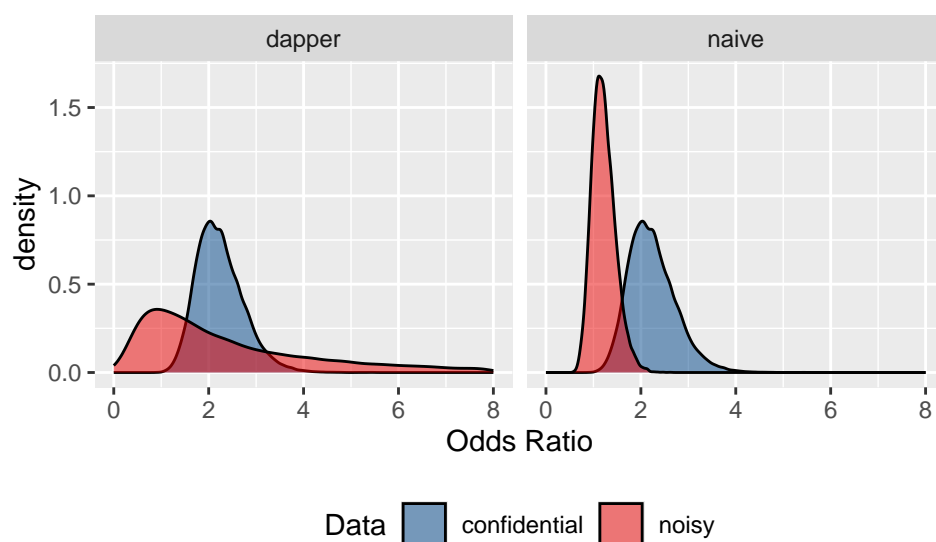 dapper naive
density
1.5
1.0
0.5
0.0
0 2 4 6 8 0 2 4 6 8
Odds Ratio
Data confidential noisy